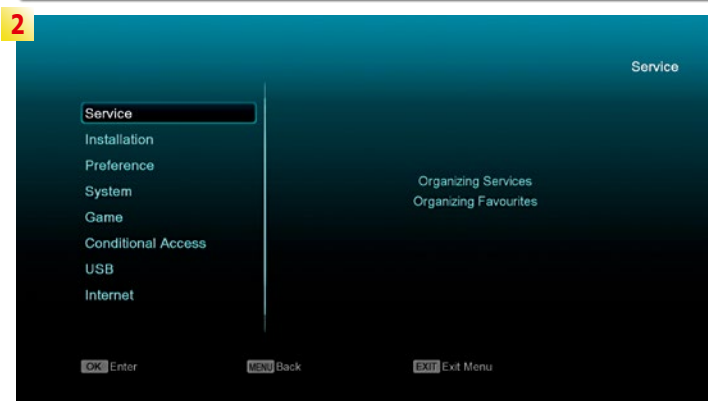 2
Service
Service
Installation
Preference
System
Game
Conditional Access
USB
Internet
Organizing Services
Organizing Favourites
OK Enter
MENU Back
EXIT Exit Menu